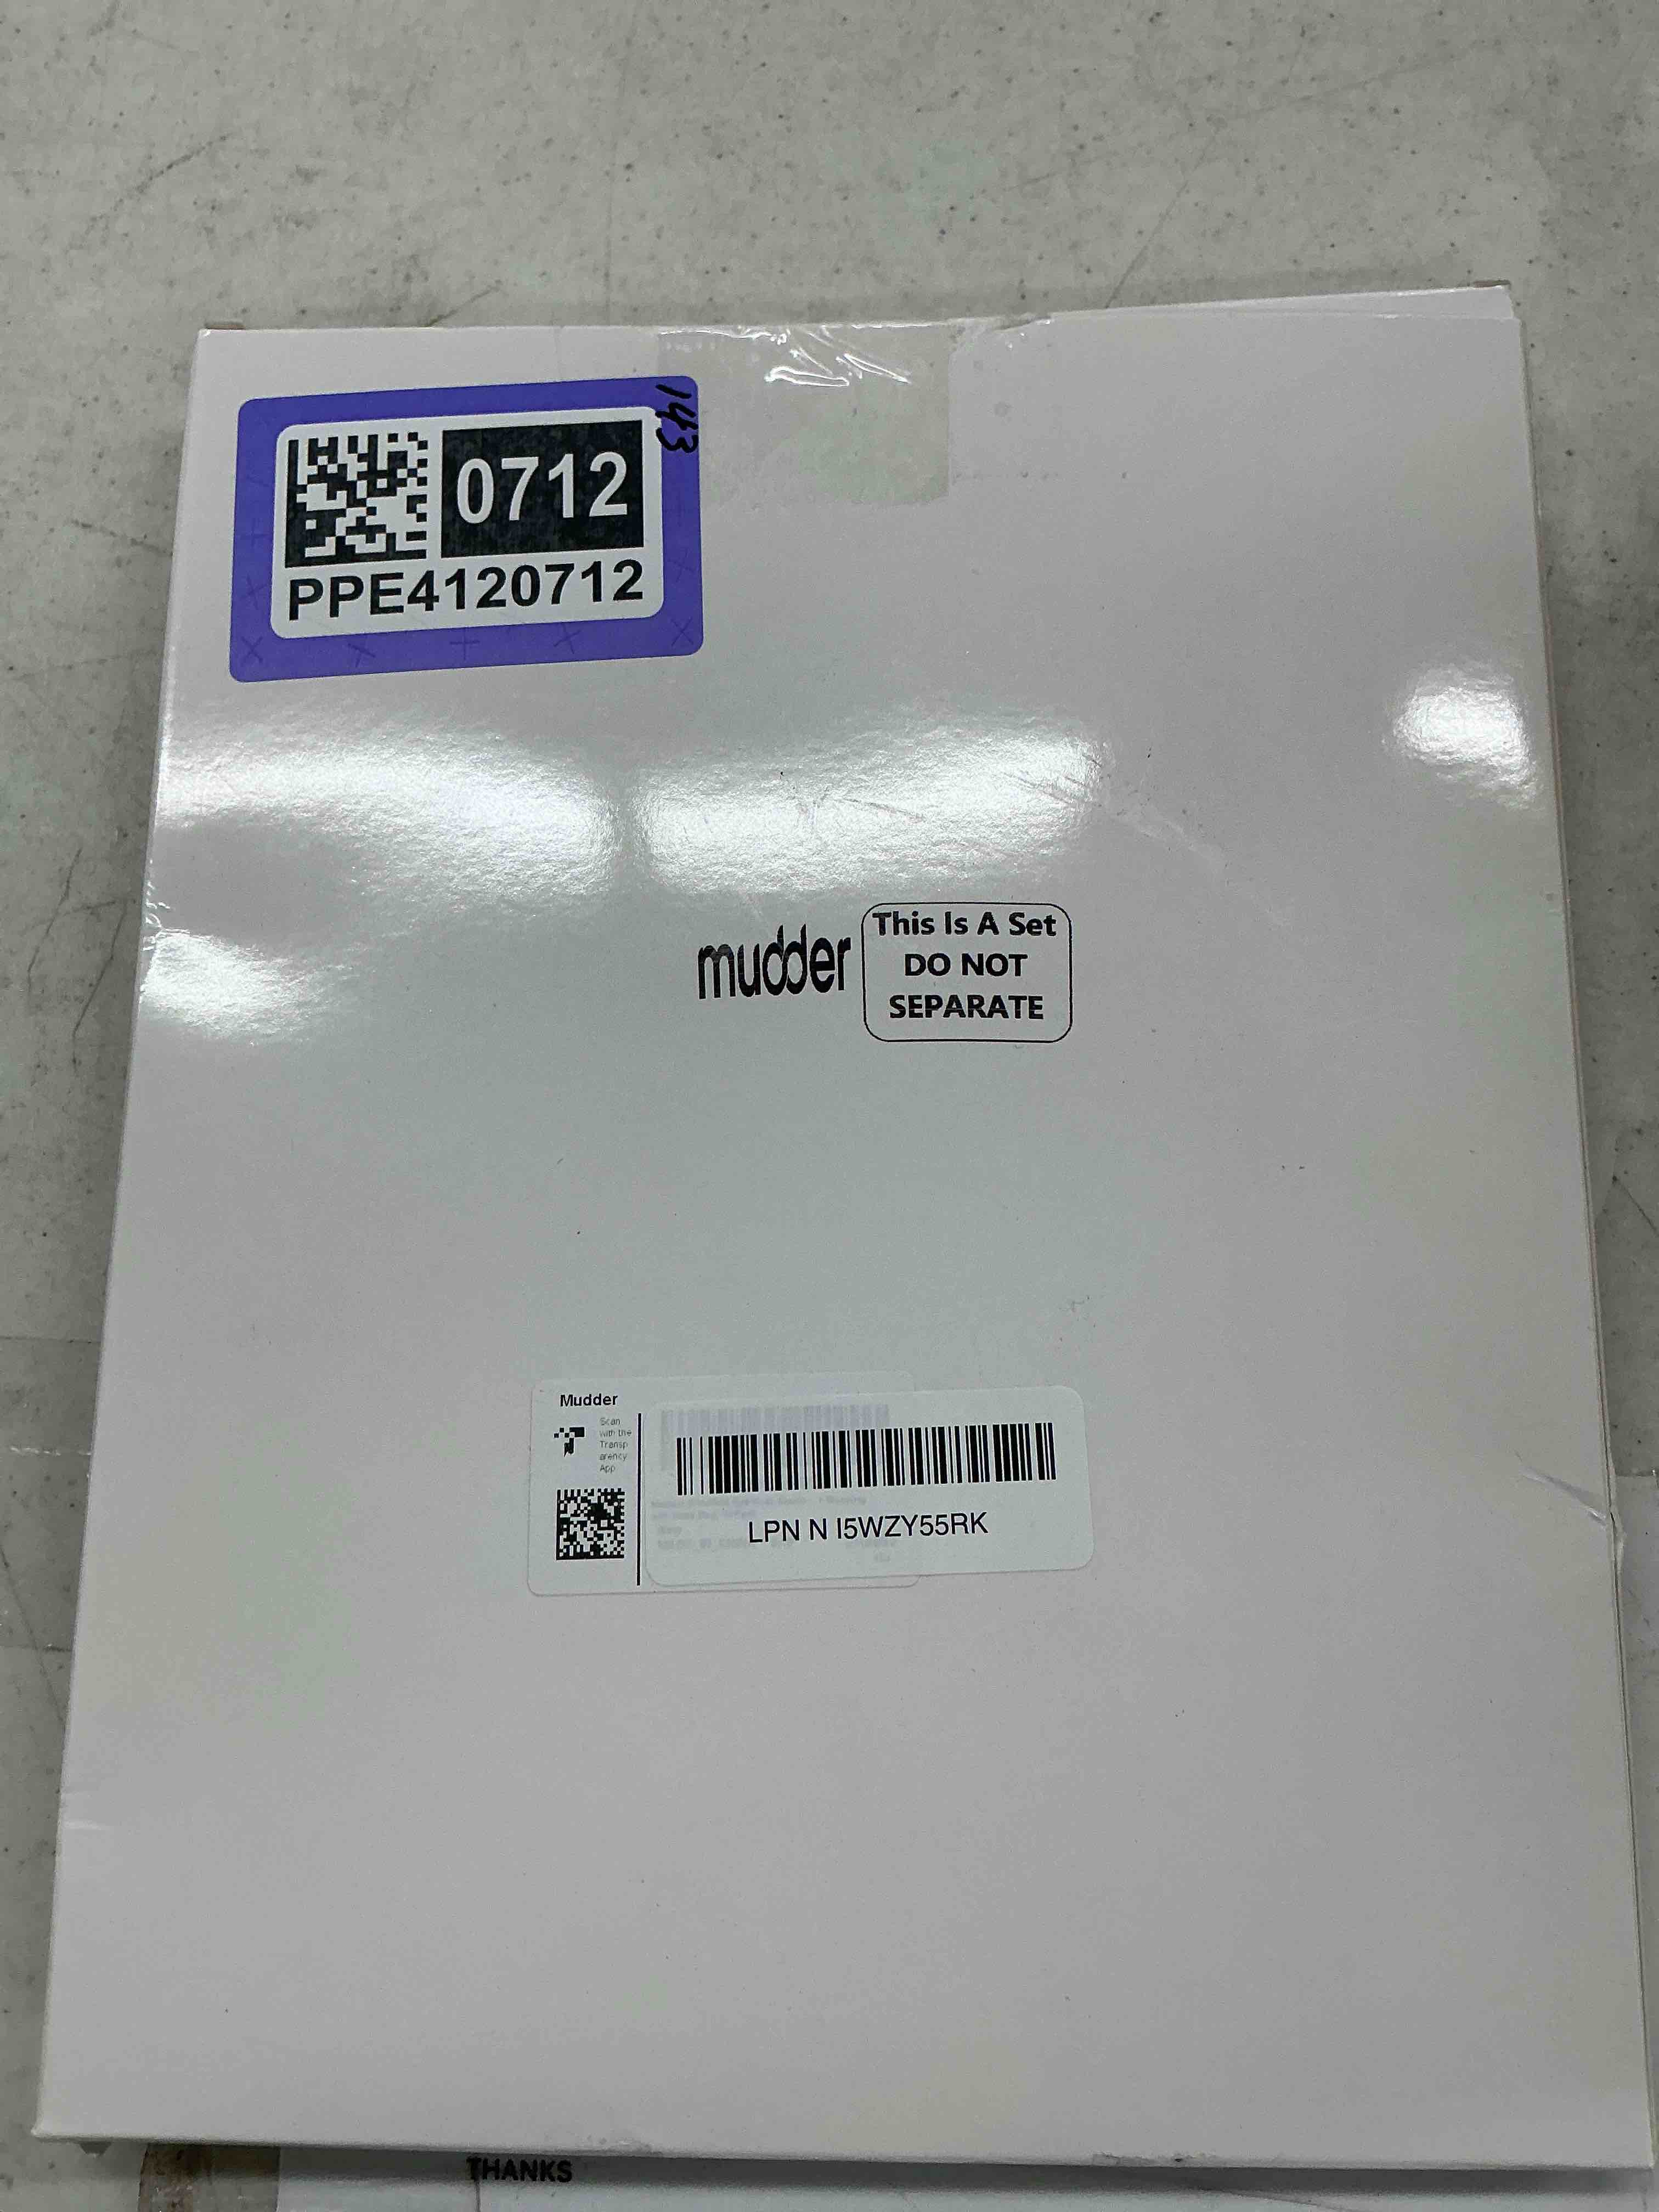 143
0712
PPE4120712
mudder
This Is A Set
DO NOT
SEPARATE
Mudder
Scan
with the
Transp
arency
App
LPN N I5WZY55RK
THANKS